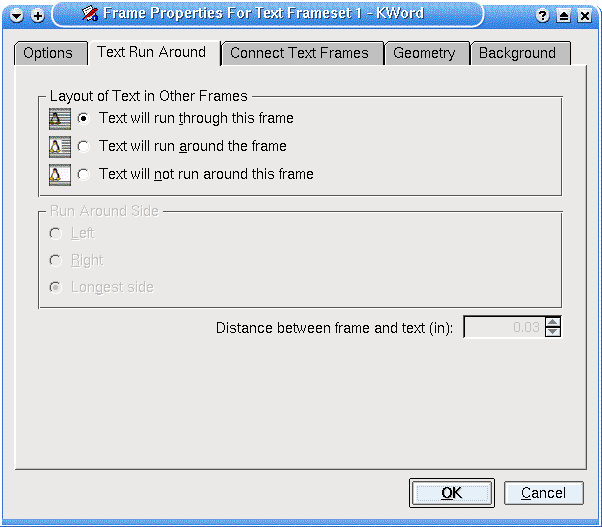 Frame Properties For Text Frameset 1 - KWord
Options Text Run Around Connect Text Frames Geometry Background
Layout of Text in Other Frames
Text will run through this frame
Text will run around the frame
Text will not run around this frame
Run Around Side
Left
Right
Longest side
Distance between frame and text (in): 0.03
OK Cancel